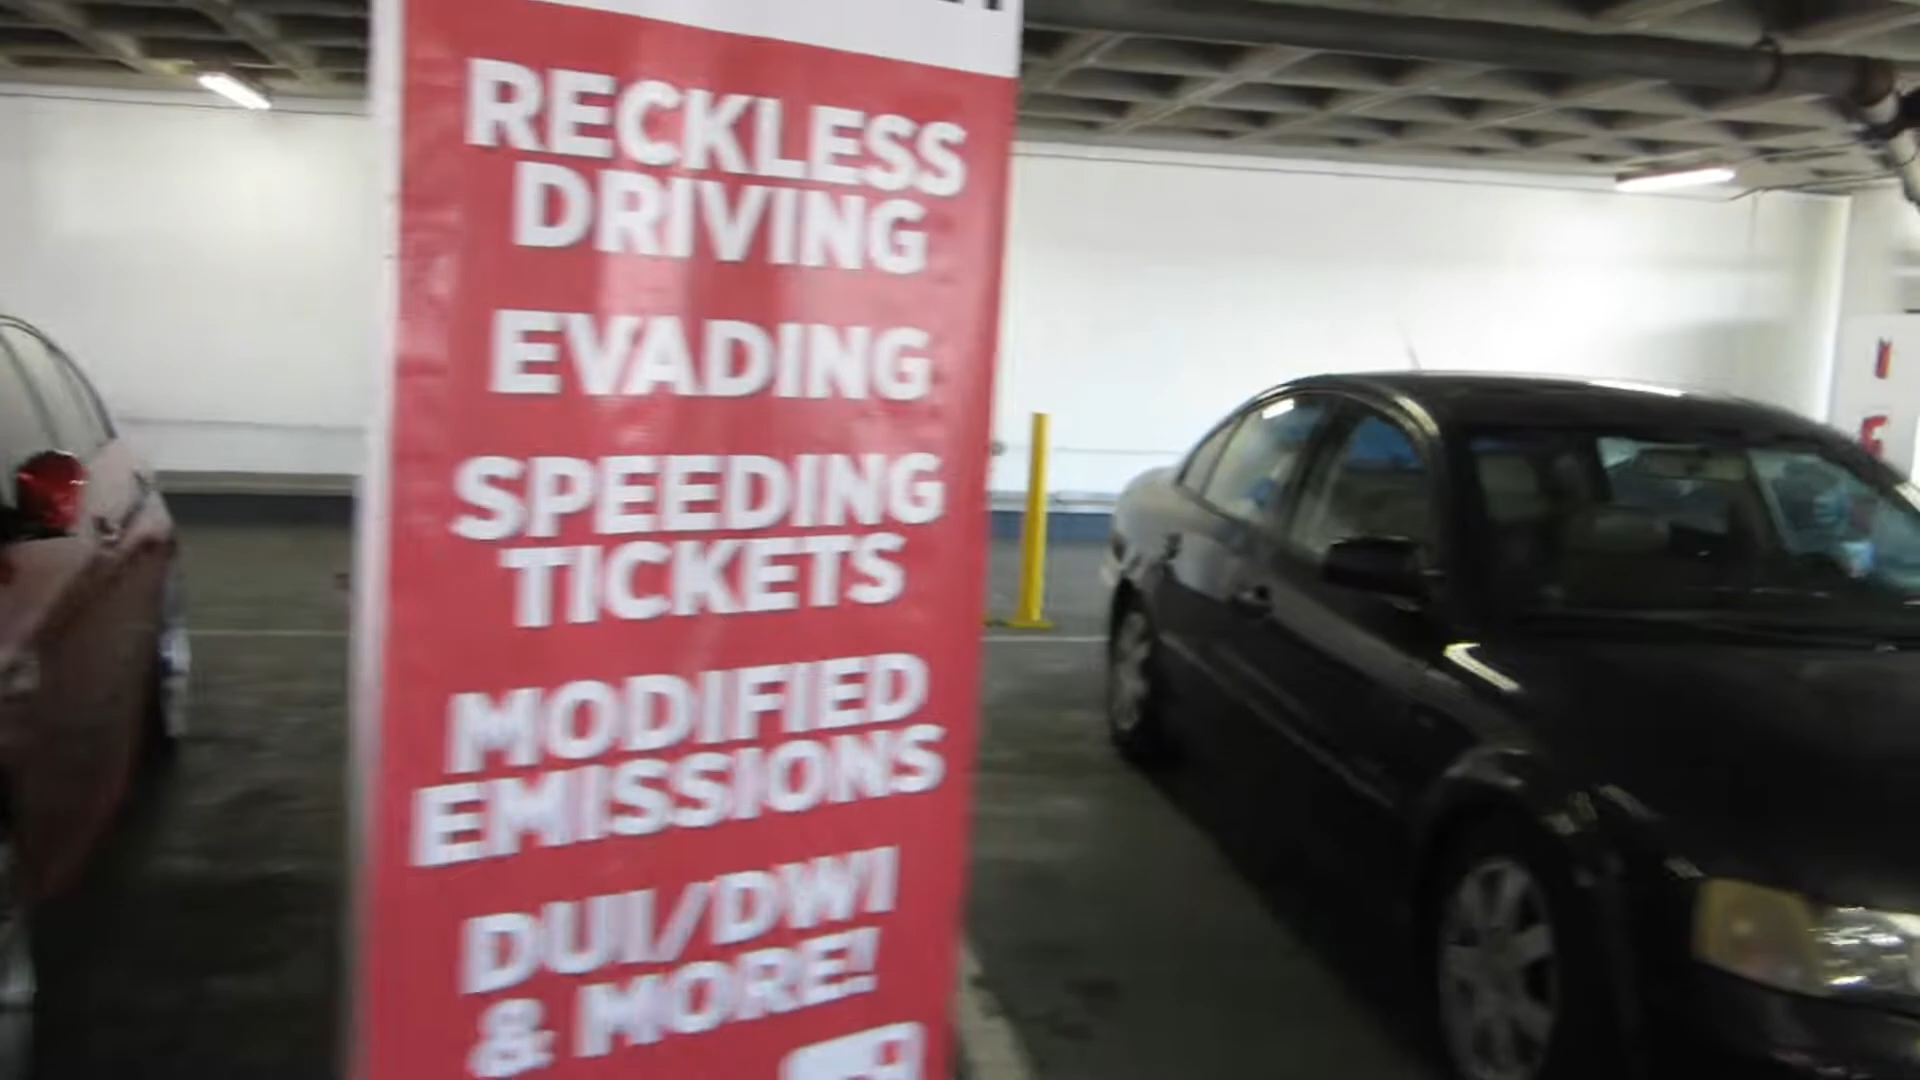 RECKLESS
DRIVING
EVADING
SPEEDING
TICKETS
MODIFIED
EMISSIONS
DUI/DWI
& MORE!